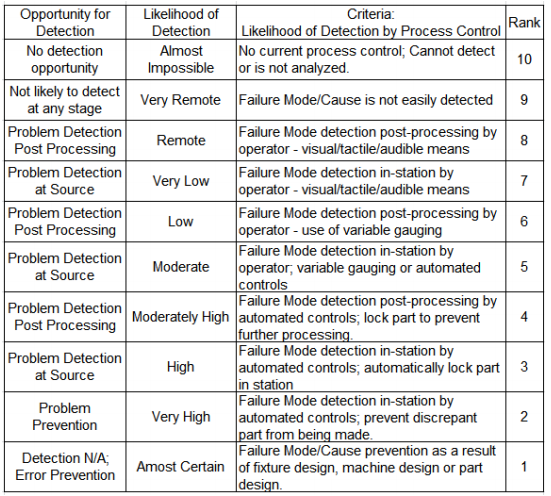 Opportunity for Detection | Likelihood of Detection | Criteria: Likelihood of Detection by Process Control | Rank
No detection opportunity | Almost Impossible | No current process control; Cannot detect or is not analyzed. | 10
Not likely to detect at any stage | Very Remote | Failure Mode/Cause is not easily detected | 9
Problem Detection Post Processing | Remote | Failure Mode detection post-processing by operator - visual/tactile/audible means | 8
Problem Detection at Source | Very Low | Failure Mode detection in-station by operator - visual/tactile/audible means | 7
Problem Detection Post Processing | Low | Failure Mode detection post-processing by operator - use of variable gauging | 6
Problem Detection at Source | Moderate | Failure Mode detection in-station by operator; variable gauging or automated controls | 5
Problem Detection Post Processing | Moderately High | Failure Mode detection post-processing by automated controls; lock part to prevent further processing. | 4
Problem Detection at Source | High | Failure Mode detection in-station by automated controls; automatically lock part in station | 3
Problem Prevention | Very High | Failure Mode detection in-station by automated controls; prevent discrepant part from being made. | 2
Detection N/A; Error Prevention | Amost Certain | Failure Mode/Cause prevention as a result of fixture design, machine design or part design. | 1